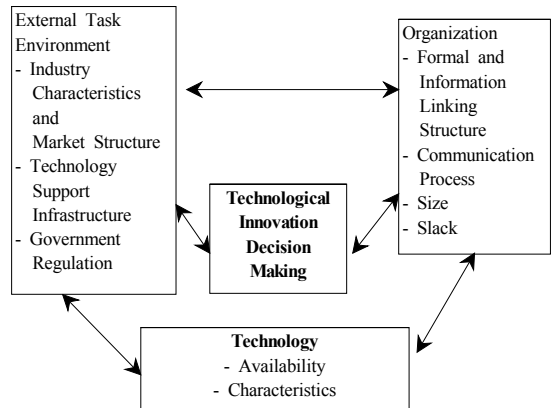 External Task
Environment
- Industry
Characteristics
and
Market Structure
- Technology
Support
Infrastructure
- Government
Regulation
Organization
- Formal and
Information
Linking
Structure
- Communication
Process
- Size
- Slack
Technological
Innovation
Decision
Making
Technology
- Availability
- Characteristics